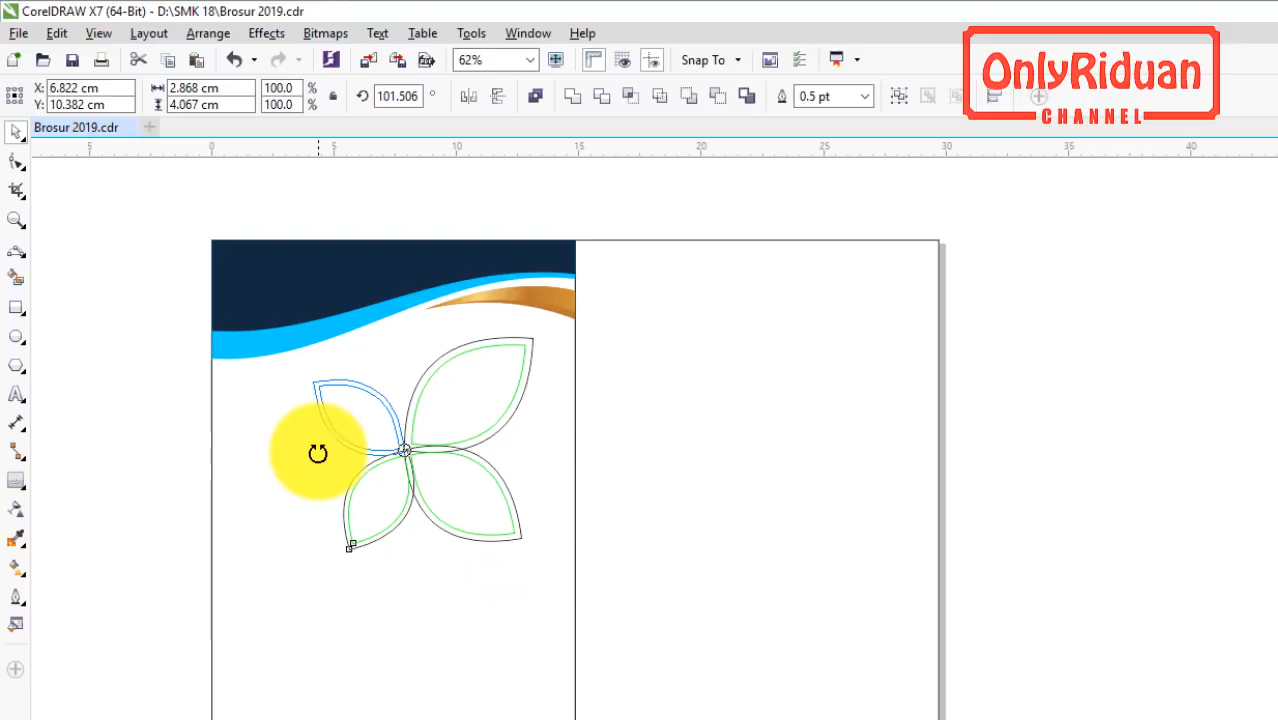 CorelDRAW X7 (64-Bit) - D:\SMK 18\Brosur 2019.cdr
File Edit View Layout Arrange Effects Bitmaps Text Table Tools Window Help
62% Snap To
X: 6.822 cm 2.868 cm 100.0 %
Y: 10.382 cm 4.067 cm 100.0 %
101.506 °
0.5 pt
OnlyRiduan
CHANNEL
Brosur 2019.cdr
5 0 5 10 15 20 25 30 35 40